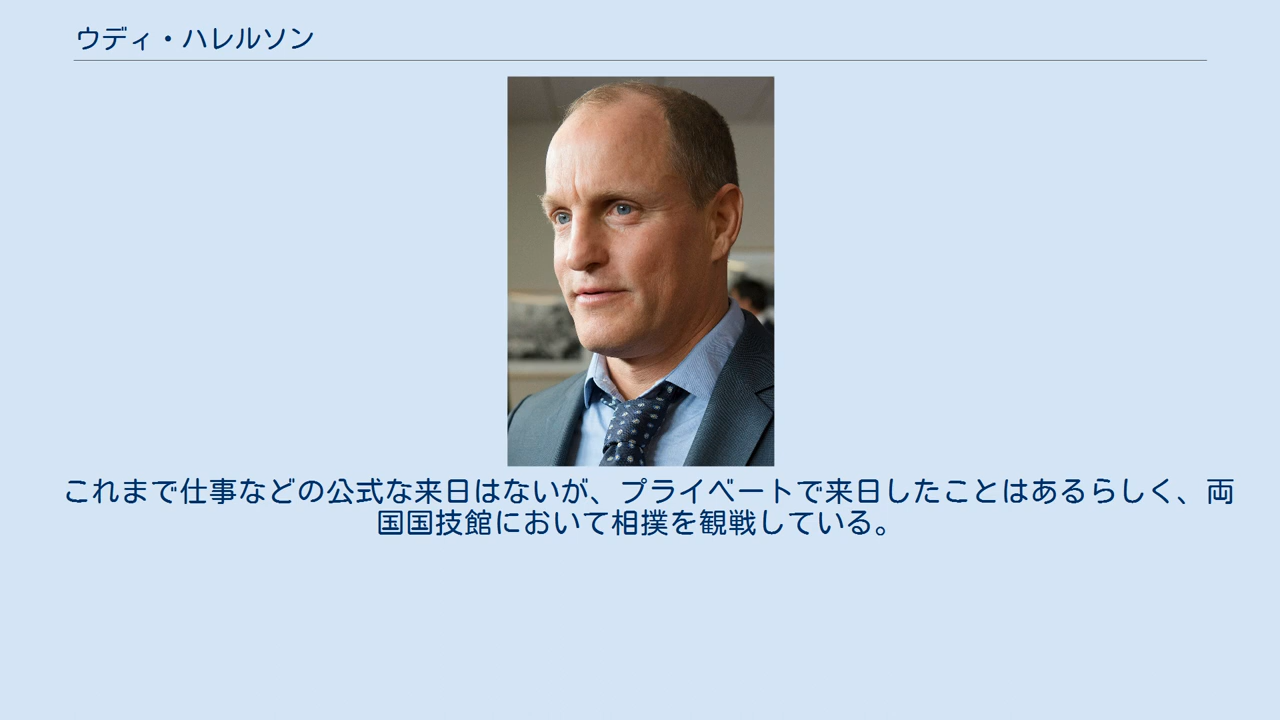 ウディ・ハレルソン
これまで仕事などの公式な来日はないが、プライベートで来日したことはあるらしく、両
国国技館において相撲を観戦している。